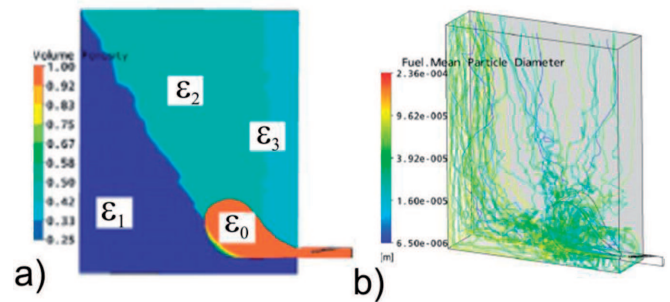 Volume Porosity
1.00
0.92
0.83
0.75
0.67
0.58
0.50
0.42
0.33
0.25
ε2
ε3
ε1
ε0
a)
Fuel.Mean Particle Diameter
2.36e-004
9.62e-005
3.92e-005
1.60e-005
6.50e-006
[m]
b)